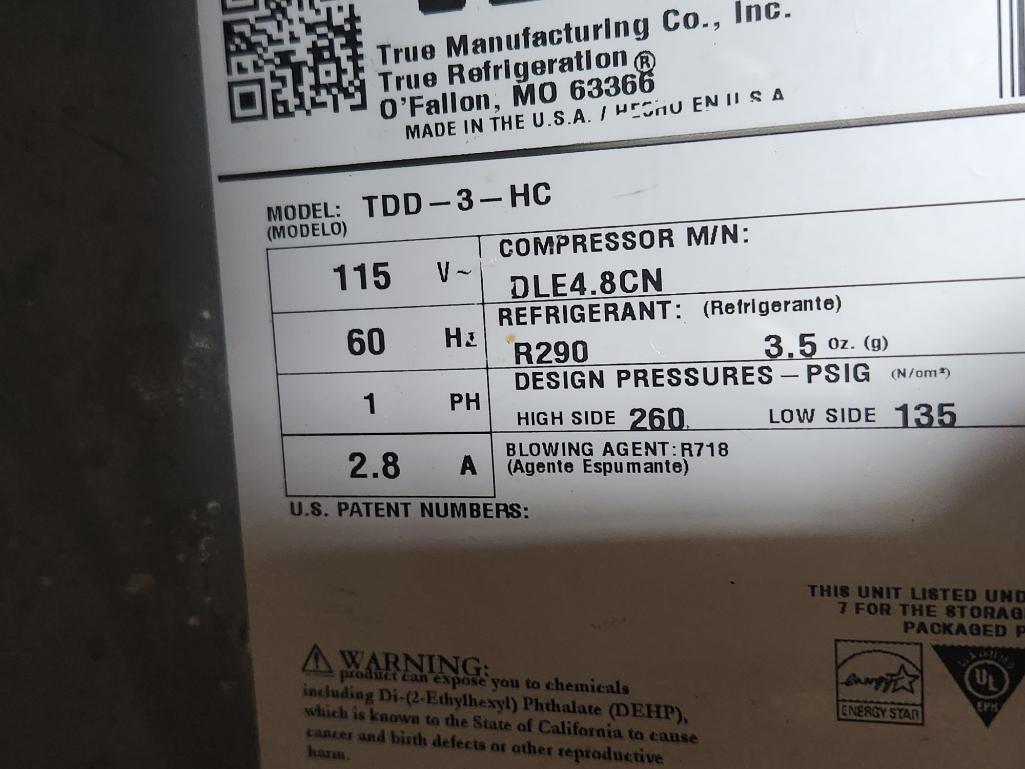 True Manufacturing Co., Inc.
True Refrigeration ®
O'Fallon, MO 63366
MADE IN THE U.S.A. / HECHO EN U S A
MODEL: TDD-3-HC
(MODELO)
115 V~
60 Hz
1 PH
2.8 A
COMPRESSOR M/N:
DLE4.8CN
REFRIGERANT: (Refrigerante)
R290 3.5 Oz. (g)
DESIGN PRESSURES - PSIG (N/cm²)
HIGH SIDE 260 LOW SIDE 135
BLOWING AGENT: R718
(Agente Espumante)
U.S. PATENT NUMBERS:
THIS UNIT LISTED UND
7 FOR THE STORAG
PACKAGED P
energy
ENERGY STAR
UL
EPH
WARNING:
product can expose you to chemicals
including Di-(2-Ethylhexyl) Phthalate (DEHP),
which is known to the State of California to cause
cancer and birth defects or other reproductive
harm.